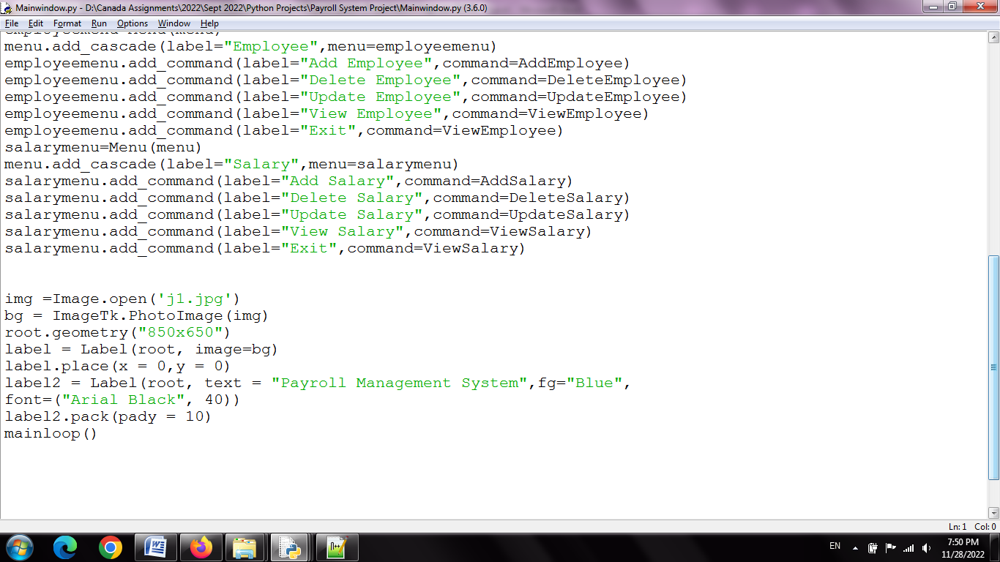 Mainwindow.py - D:\Canada Assignments\2022\Sept 2022\Python Projects\Payroll System Project\Mainwindow.py (3.6.0)
File Edit Format Run Options Window Help
employeemenu=Menu(menu)
menu.add_cascade(label="Employee",menu=employeemenu)
employeemenu.add_command(label="Add Employee",command=AddEmployee)
employeemenu.add_command(label="Delete Employee",command=DeleteEmployee)
employeemenu.add_command(label="Update Employee",command=UpdateEmployee)
employeemenu.add_command(label="View Employee",command=ViewEmployee)
employeemenu.add_command(label="Exit",command=ViewEmployee)
salarymenu=Menu(menu)
menu.add_cascade(label="Salary",menu=salarymenu)
salarymenu.add_command(label="Add Salary",command=AddSalary)
salarymenu.add_command(label="Delete Salary",command=DeleteSalary)
salarymenu.add_command(label="Update Salary",command=UpdateSalary)
salarymenu.add_command(label="View Salary",command=ViewSalary)
salarymenu.add_command(label="Exit",command=ViewSalary)
img =Image.open('j1.jpg')
bg = ImageTk.PhotoImage(img)
root.geometry("850x650")
label = Label(root, image=bg)
label.place(x = 0,y = 0)
label2 = Label(root, text = "Payroll Management System",fg="Blue",
font=("Arial Black", 40))
label2.pack(pady = 10)
mainloop()
Ln: 1 Col: 0
EN
7:50 PM
11/28/2022